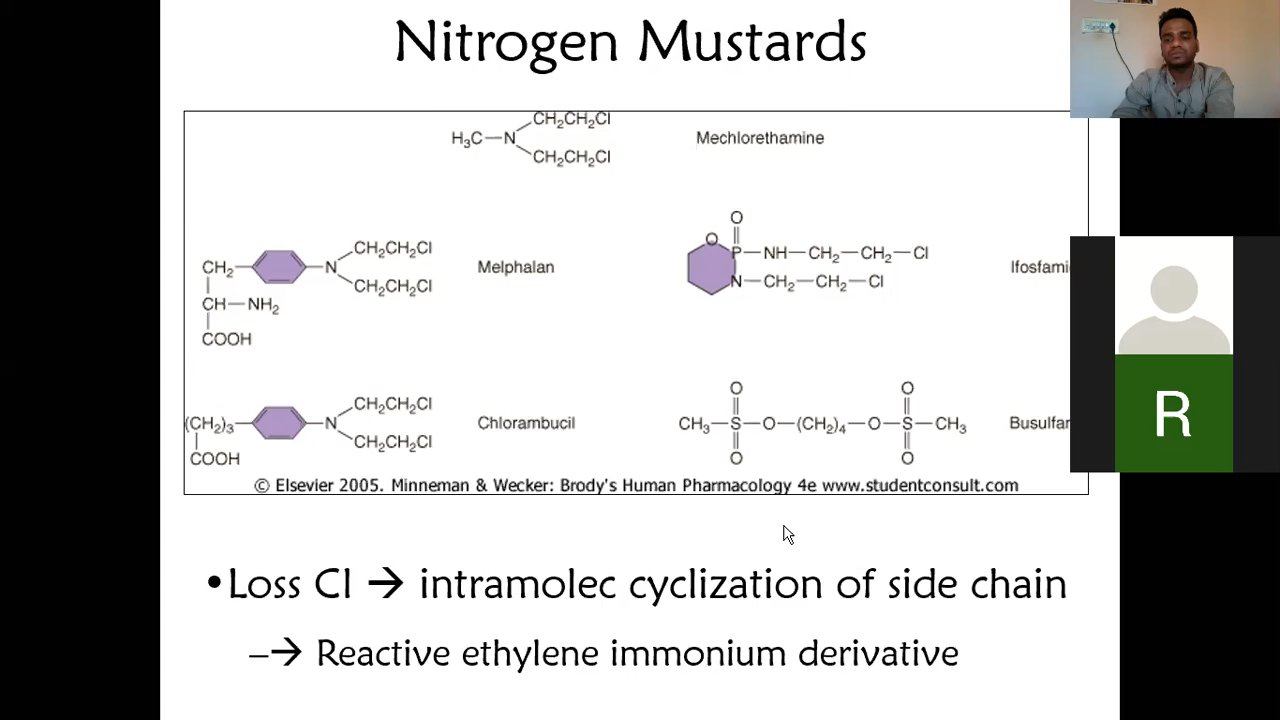 Nitrogen Mustards
CH₂CH₂Cl
H₃C—N
Mechlorethamine
CH₂CH₂Cl
O
O
P—NH—CH₂—CH₂—Cl
N—CH₂—CH₂—Cl
Ifosfami
CH₂CH₂Cl
CH₂
N
Melphalan
CH₂CH₂Cl
CH—NH₂
COOH
CH₂CH₂Cl
(CH₂)₃
N
Chlorambucil
CH₂CH₂Cl
COOH
O O
CH₃—S—O—(CH₂)₄—O—S—CH₃
Busulfan
O O
© Elsevier 2005. Minneman & Wecker: Brody's Human Pharmacology 4e www.studentconsult.com
•Loss Cl → intramolec cyclization of side chain
–→ Reactive ethylene immonium derivative
R